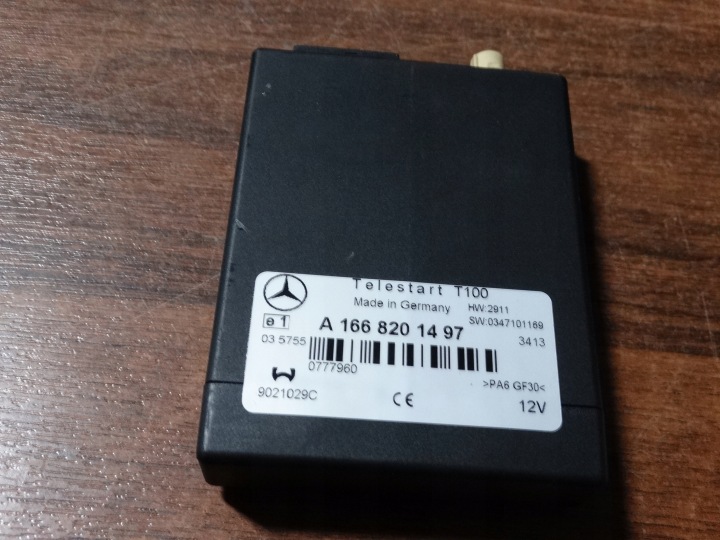 Telestart T100
Made in Germany HW:2911
SW:0347101169
e1 A 166 820 14 97
03 5755 3413
0777960
>PA6 GF30<
9021029C CE 12V